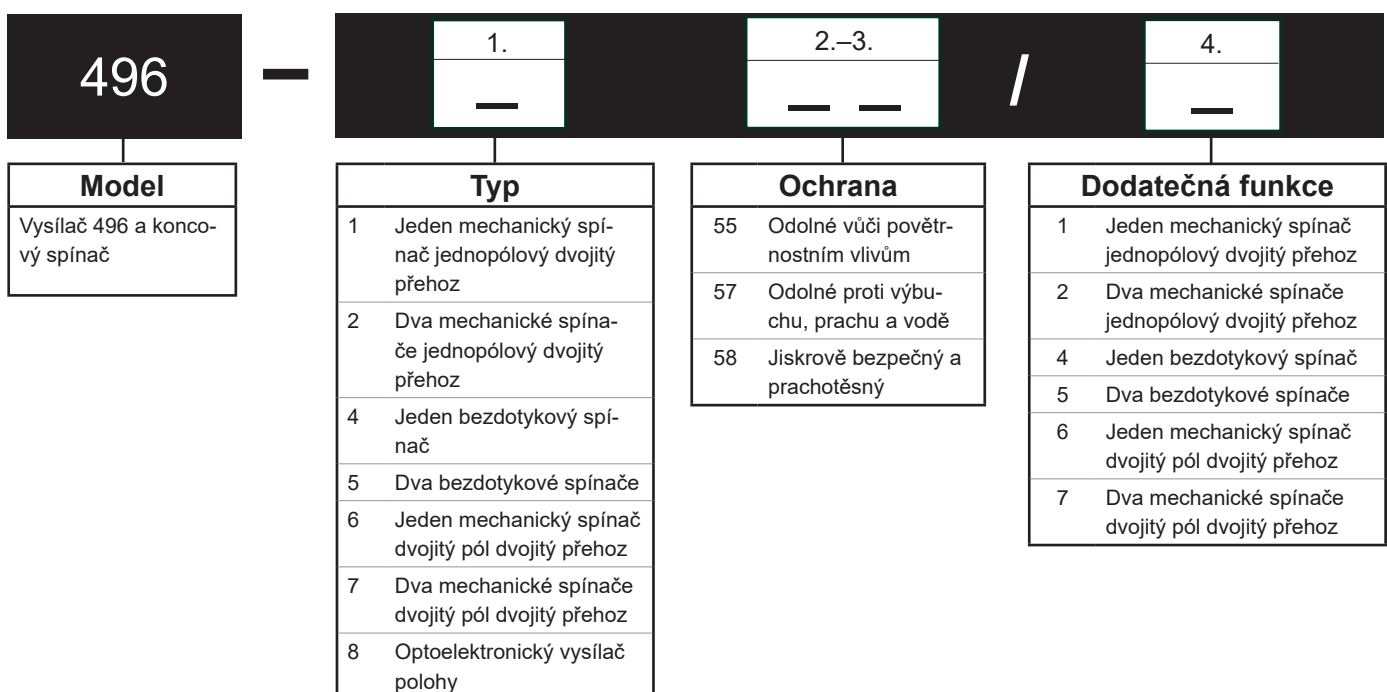 496 – 1. _ 2.–3. _ _ / 4. _
Model
Vysílač 496 a konco-
vý spínač
Typ
1 Jeden mechanický spí-
nač jednopólový dvojitý
přehoz
2 Dva mechanické spína-
če jednopólový dvojitý
přehoz
4 Jeden bezdotykový spí-
nač
5 Dva bezdotykové spínače
6 Jeden mechanický spínač
dvojitý pól dvojitý přehoz
7 Dva mechanické spínače
dvojitý pól dvojitý přehoz
8 Optoelektronický vysílač
polohy
Ochrana
55 Odolné vůči povětr-
nostním vlivům
57 Odolné proti výbu-
chu, prachu a vodě
58 Jiskrově bezpečný a
prachotěsný
Dodatečná funkce
1 Jeden mechanický spínač
jednopólový dvojitý přehoz
2 Dva mechanické spínače
jednopólový dvojitý přehoz
4 Jeden bezdotykový spínač
5 Dva bezdotykové spínače
6 Jeden mechanický spínač
dvojitý pól dvojitý přehoz
7 Dva mechanické spínače
dvojitý pól dvojitý přehoz